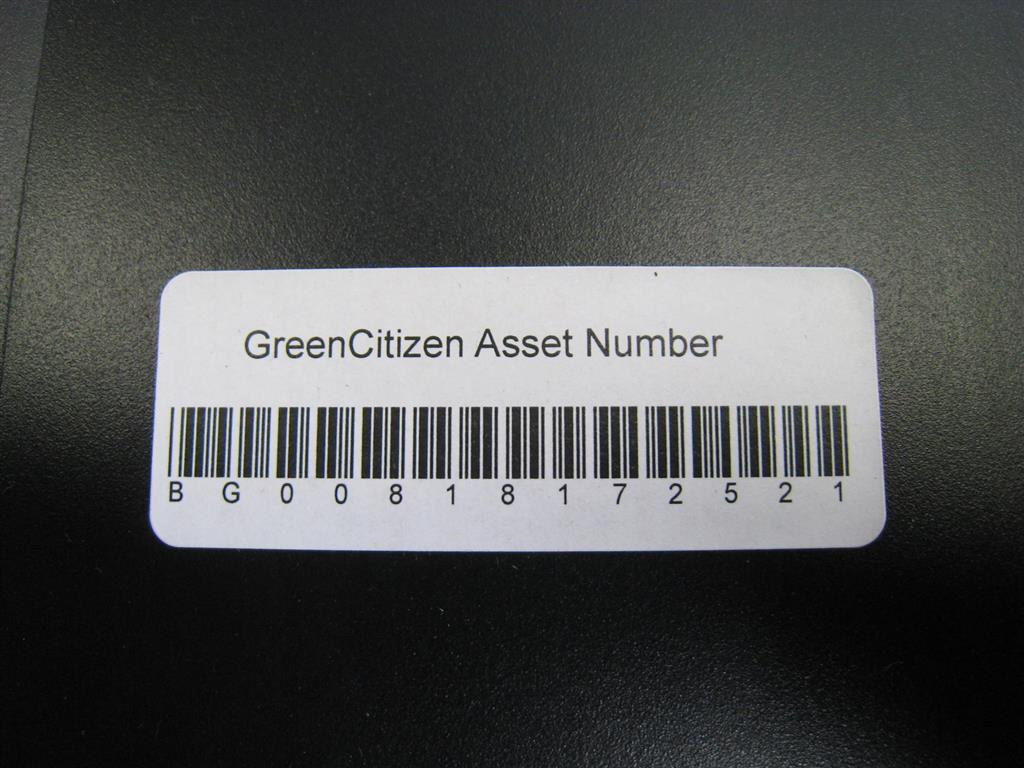 GreenCitizen Asset Number
B G 0 0 8 1 8 1 7 2 5 2 1